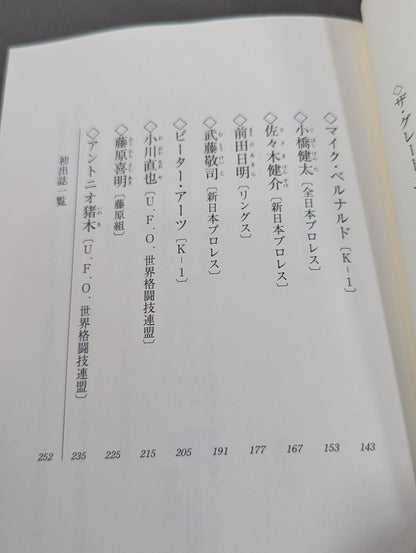 ◇ザ・グレー
◇マイク・ベルナルド〔K-1〕 143
◇小橋健太〔全日本プロレス〕 153
◇佐々木健介〔新日本プロレス〕 167
◇前田日明〔リングス〕 177
◇武藤敬司〔新日本プロレス〕 191
◇ピーター・アーツ〔K-1〕 205
◇小川直也〔U.F.O.世界格闘技連盟〕 215
◇藤原喜明〔藤原組〕 225
◇アントニオ猪木〔U.F.O.世界格闘技連盟〕 235
初出誌一覧 252